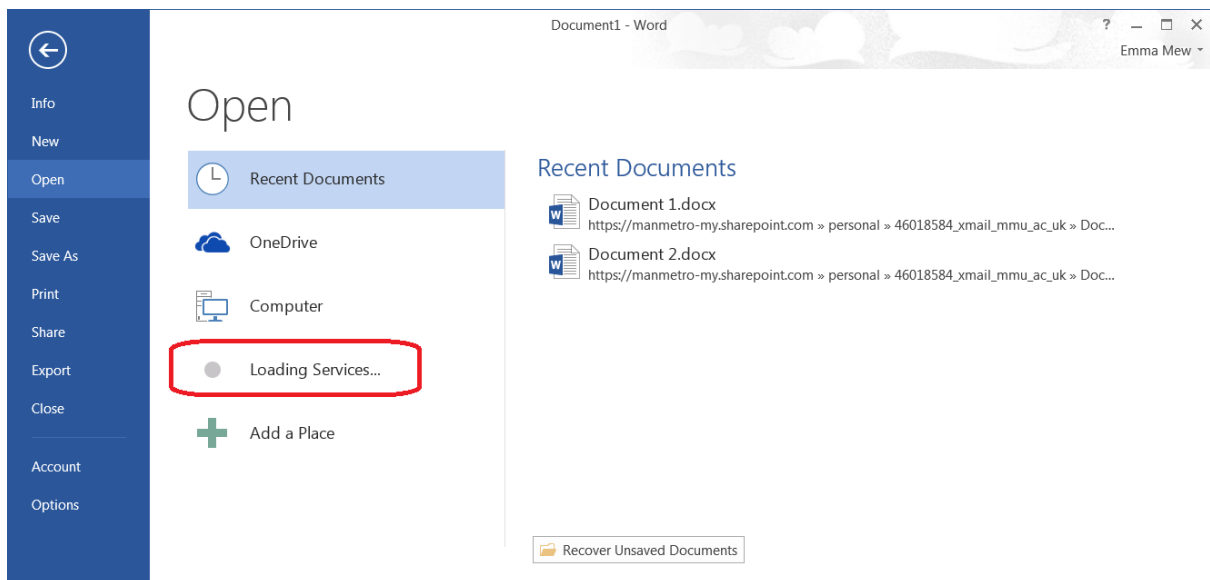 Document1 - Word
?
Emma Mew
Info
New
Open
Save
Save As
Print
Share
Export
Close
Account
Options
Open
Recent Documents
OneDrive
Computer
Loading Services...
Add a Place
Recent Documents
Document 1.docx
https://manmetro-my.sharepoint.com » personal » 46018584_xmail_mmu_ac_uk » Doc...
Document 2.docx
https://manmetro-my.sharepoint.com » personal » 46018584_xmail_mmu_ac_uk » Doc...
Recover Unsaved Documents